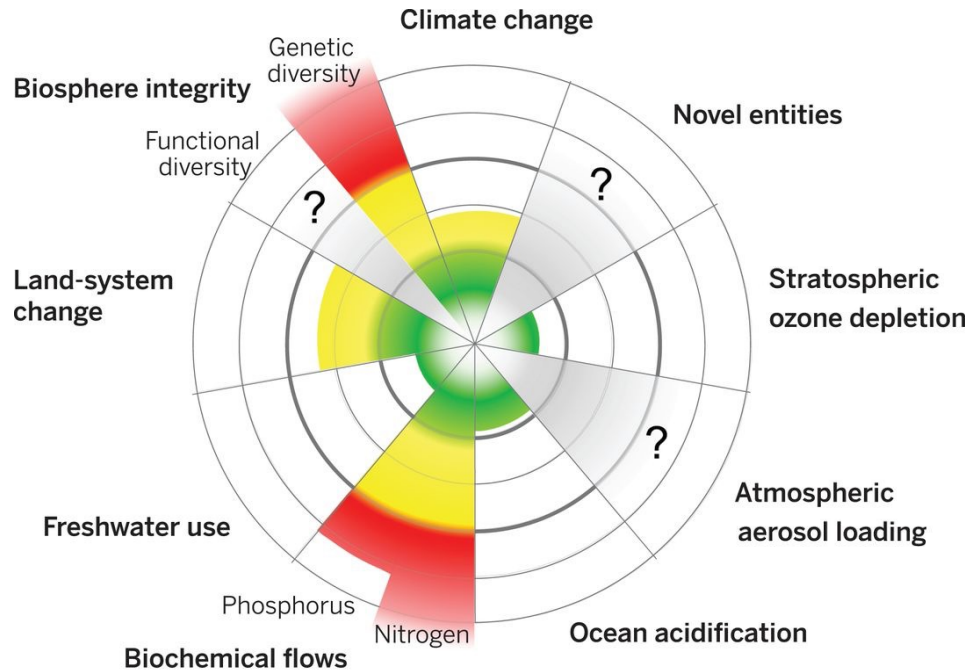 Climate change
Genetic
diversity
Biosphere integrity
Novel entities
Functional
diversity
?
?
Land-system
change
Stratospheric
ozone depletion
?
Atmospheric
aerosol loading
Freshwater use
Phosphorus
Nitrogen
Ocean acidification
Biochemical flows